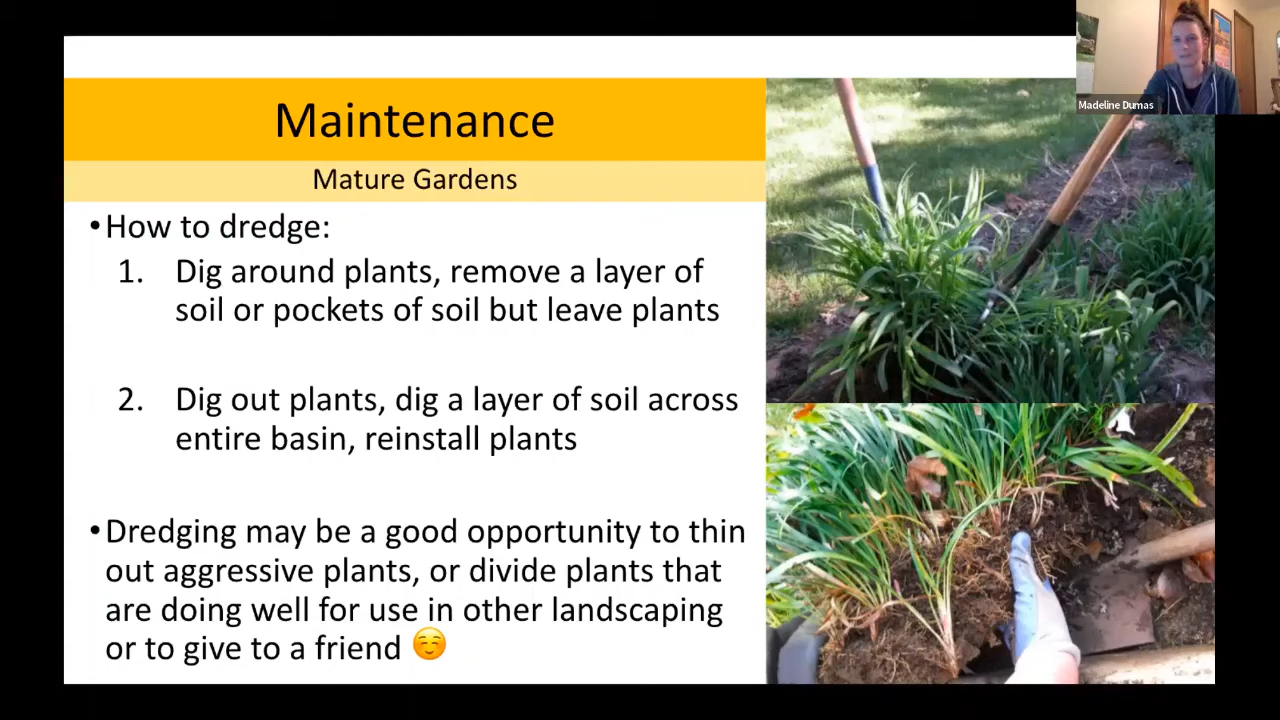 Madeline Dumas
Maintenance
Mature Gardens
•How to dredge:
1. Dig around plants, remove a layer of
soil or pockets of soil but leave plants
2. Dig out plants, dig a layer of soil across
entire basin, reinstall plants
•Dredging may be a good opportunity to thin
out aggressive plants, or divide plants that
are doing well for use in other landscaping
or to give to a friend ☺️